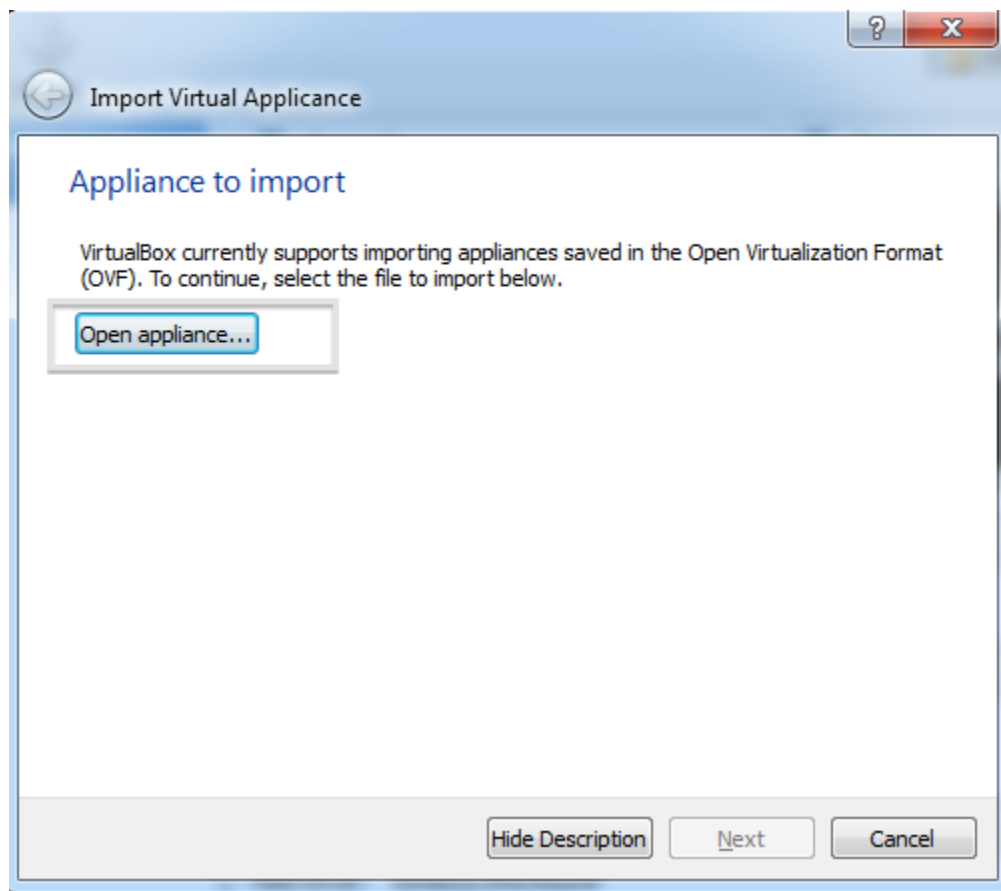 ?
x
Import Virtual Applicance
Appliance to import
VirtualBox currently supports importing appliances saved in the Open Virtualization Format
(OVF). To continue, select the file to import below.
Open appliance...
Hide Description Next Cancel